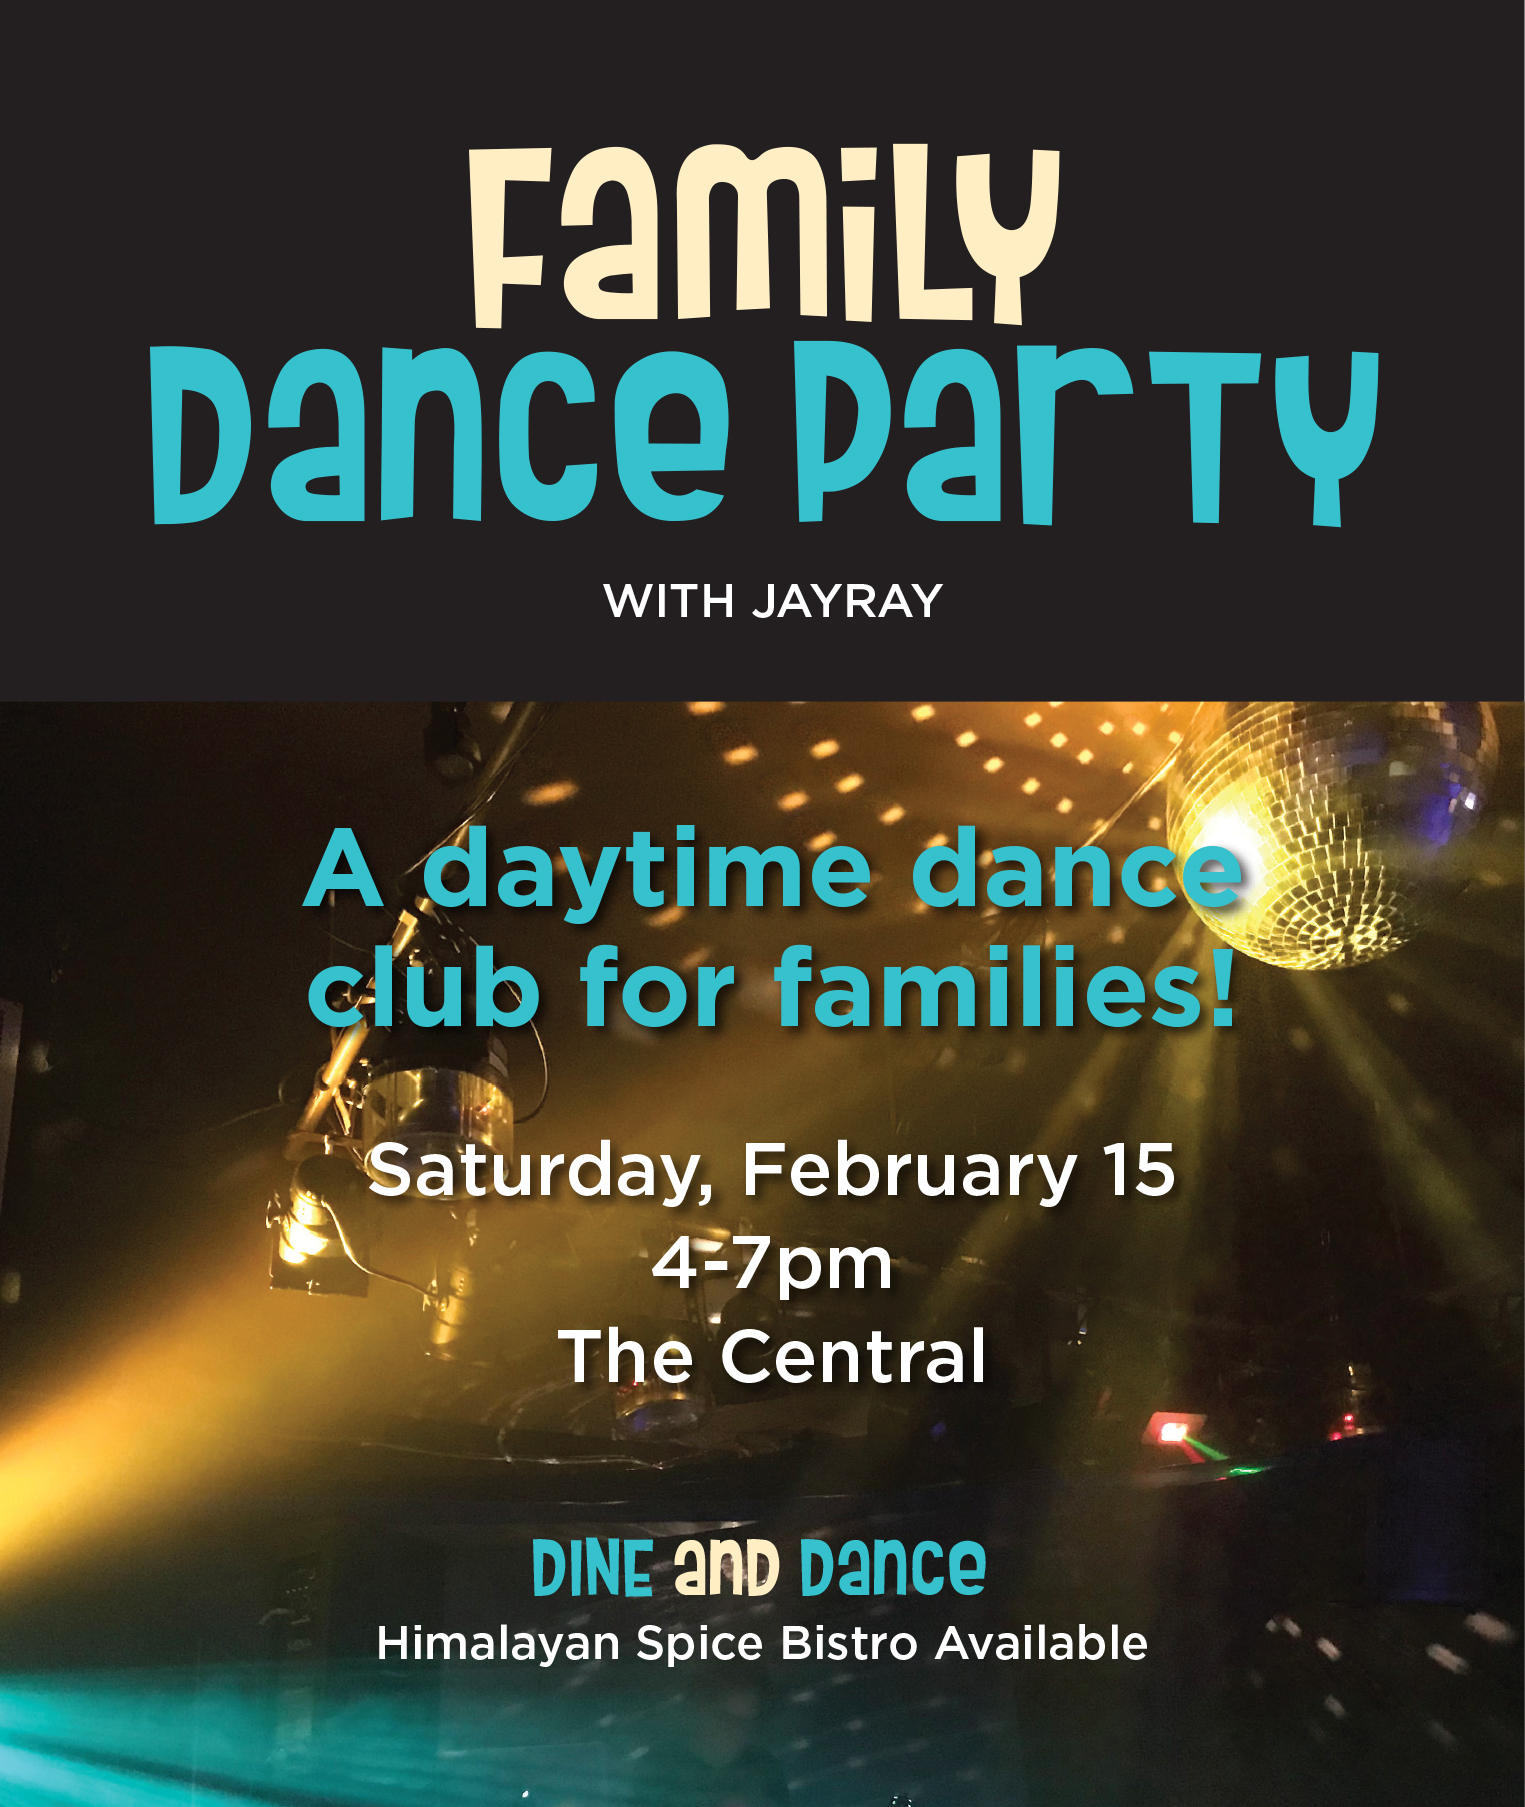 Family
Dance Party
WITH JAYRAY
A daytime dance
club for families!
Saturday, February 15
4-7pm
The Central
DINE and Dance
Himalayan Spice Bistro Available